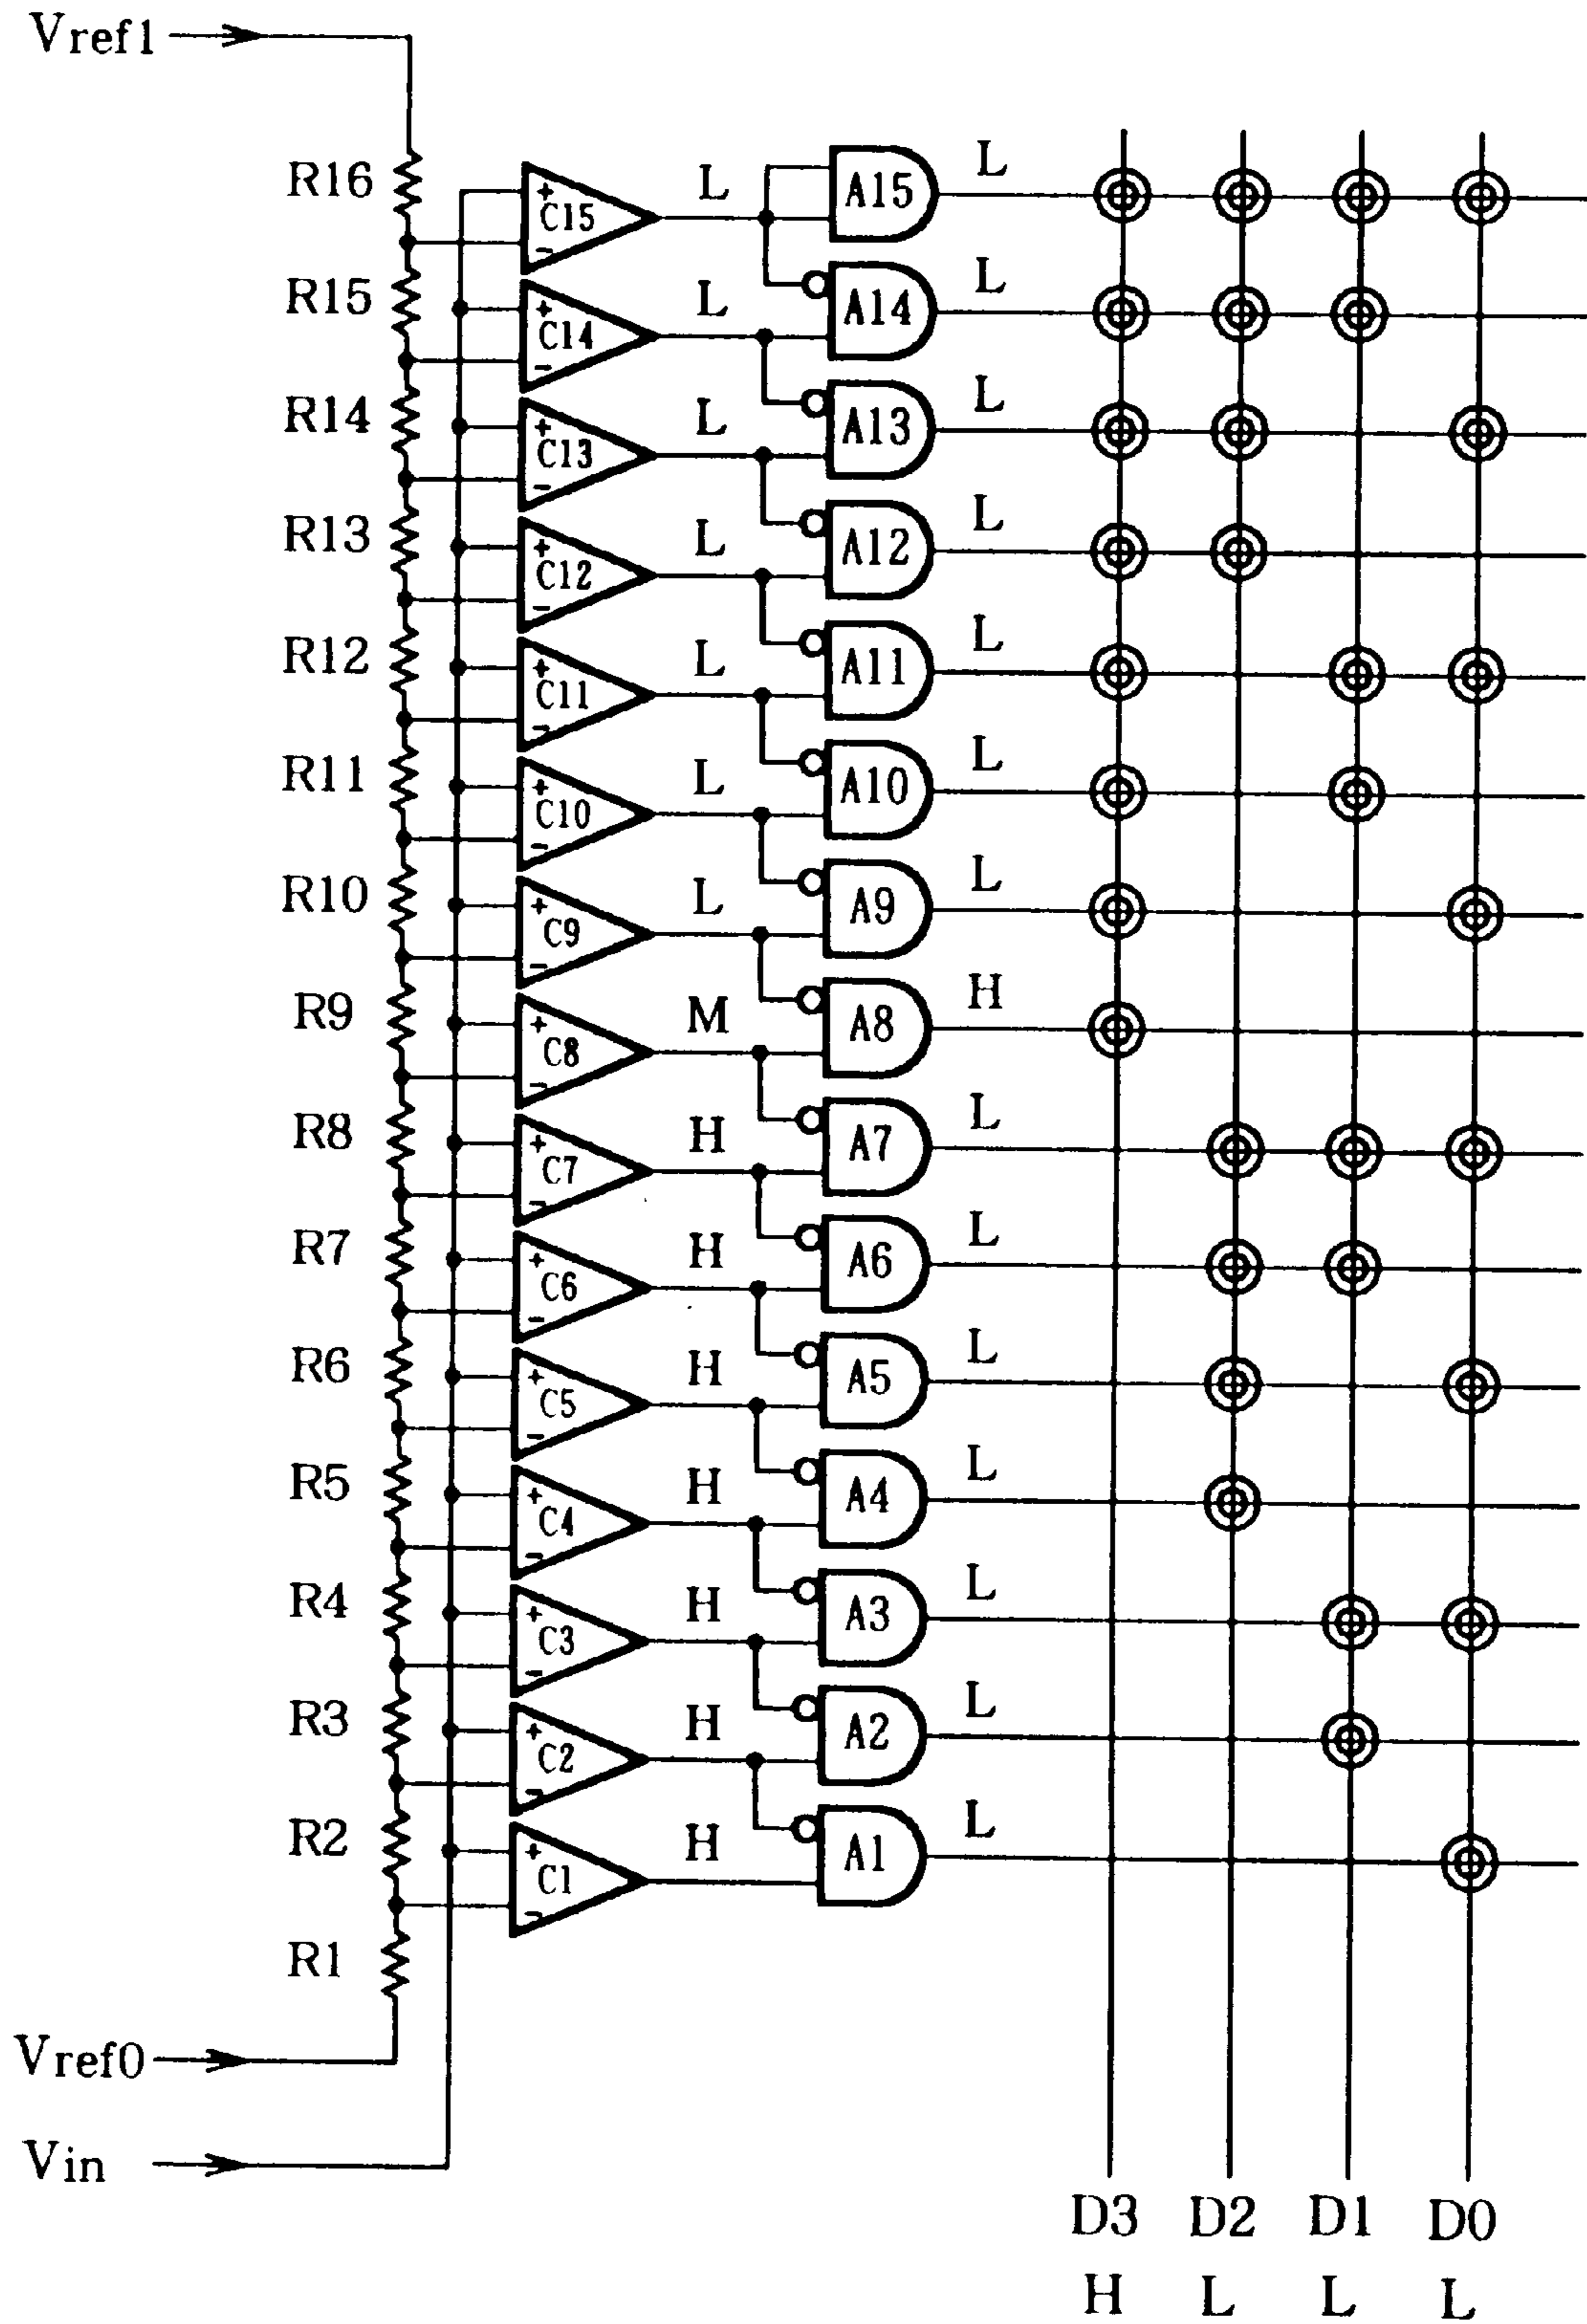 Vref1
R16 + C15 − L A15 L
R15 + C14 − L A14 L
R14 + C13 − L A13 L
R13 + C12 − L A12 L
R12 + C11 − L A11 L
R11 + C10 − L A10 L
R10 + C9 − L A9 L
R9 + C8 − M A8 H
R8 + C7 − H A7 L
R7 + C6 − H A6 L
R6 + C5 − H A5 L
R5 + C4 − H A4 L
R4 + C3 − H A3 L
R3 + C2 − H A2 L
R2 + C1 − H A1 L
R1
Vref0
Vin
D3 D2 D1 D0
H L L L